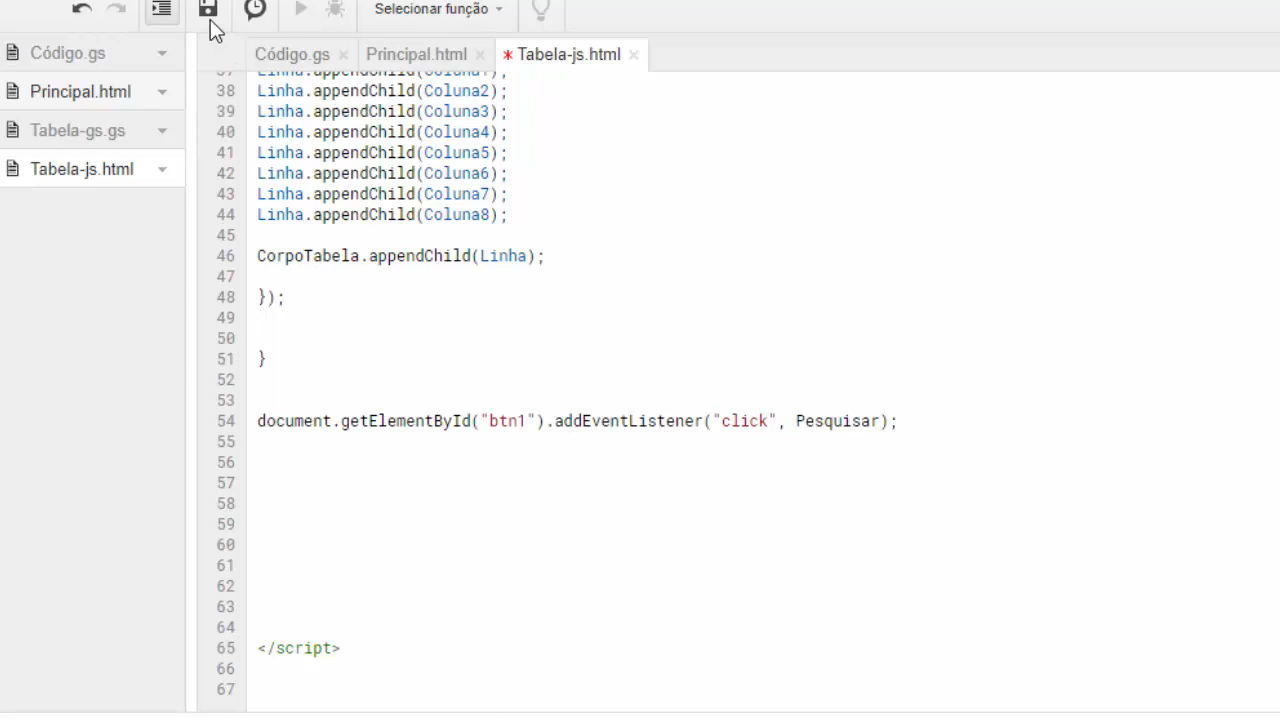 Selecionar função
Código.gs
Principal.html
Tabela-gs.gs
Tabela-js.html
Código.gs × Principal.html × * Tabela-js.html ×
37 Linha.appendChild(Coluna1);
38 Linha.appendChild(Coluna2);
39 Linha.appendChild(Coluna3);
40 Linha.appendChild(Coluna4);
41 Linha.appendChild(Coluna5);
42 Linha.appendChild(Coluna6);
43 Linha.appendChild(Coluna7);
44 Linha.appendChild(Coluna8);
45
46 CorpoTabela.appendChild(Linha);
47
48 });
49
50
51 }
52
53
54 document.getElementById("btn1").addEventListener("click", Pesquisar);
55
56
57
58
59
60
61
62
63
64
65 </script>
66
67